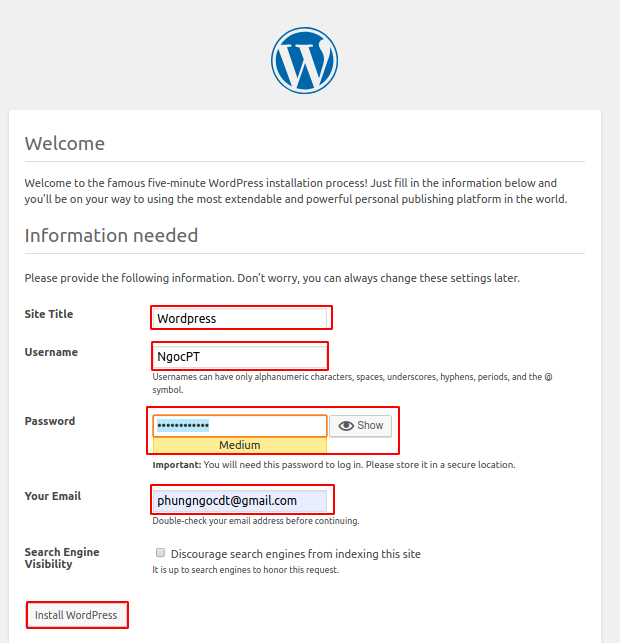 Welcome
Welcome to the famous five-minute WordPress installation process! Just fill in the information below and
you’ll be on your way to using the most extendable and powerful personal publishing platform in the world.
Information needed
Please provide the following information. Don’t worry, you can always change these settings later.
Site Title
Wordpress
Username
NgocPT
Usernames can have only alphanumeric characters, spaces, underscores, hyphens, periods, and the @
symbol.
Password
••••••••••••
Show
Medium
Important: You will need this password to log in. Please store it in a secure location.
Your Email
phungngocdt@gmail.com
Double-check your email address before continuing.
Search Engine
Visibility
Discourage search engines from indexing this site
It is up to search engines to honor this request.
Install WordPress